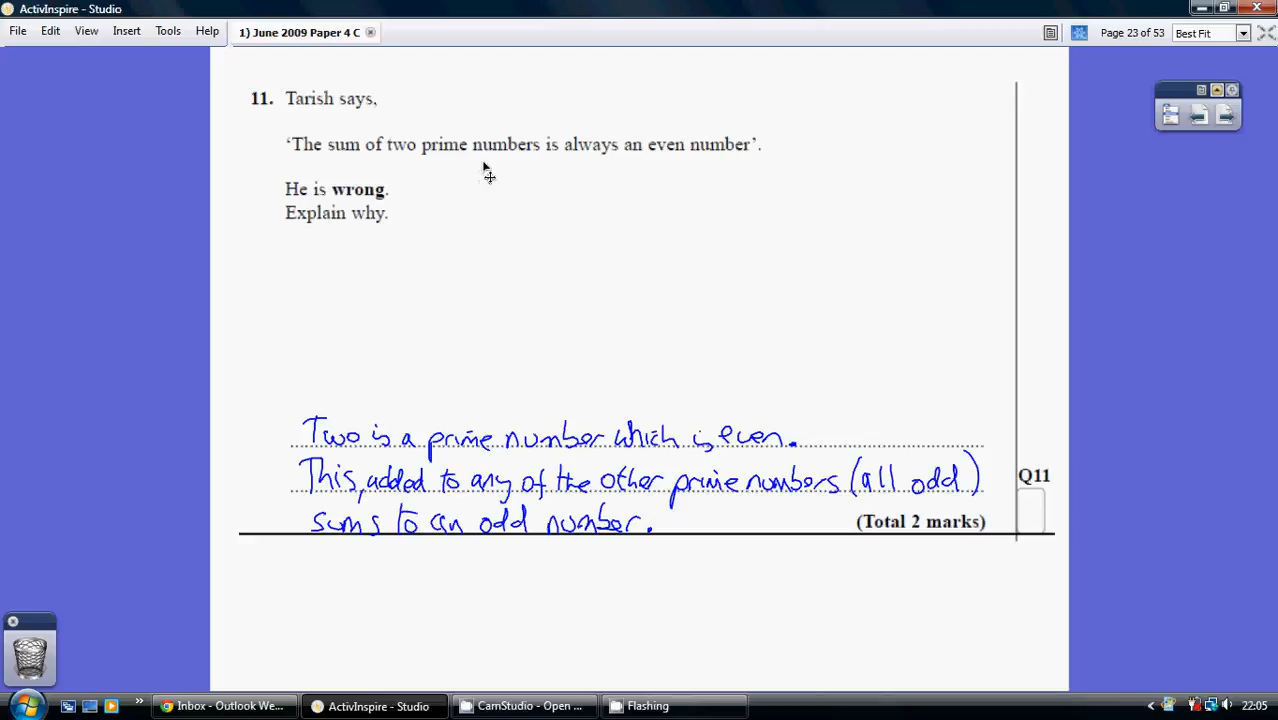 ActivInspire - Studio
File Edit View Insert Tools Help
1) June 2009 Paper 4 C
Page 23 of 53
Best Fit
11. Tarish says,
‘The sum of two prime numbers is always an even number’.
He is wrong.
Explain why.
Two is a prime number which is even.
This, added to any of the other prime numbers (all odd)
sums to an odd number.
Q11
(Total 2 marks)
Inbox - Outlook We...
ActivInspire - Studio
CamStudio - Open ...
Flashing
22:05